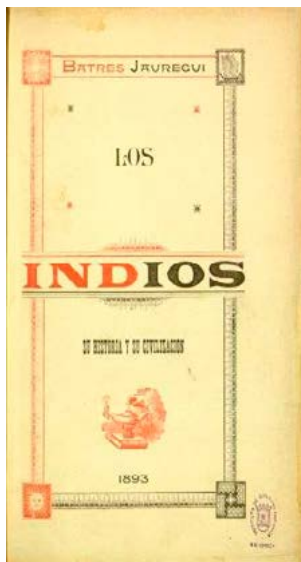 BATRES JAUREGUI
LOS
INDIOS
SU HISTORIA Y SU CIVILIZACIÓN
1893